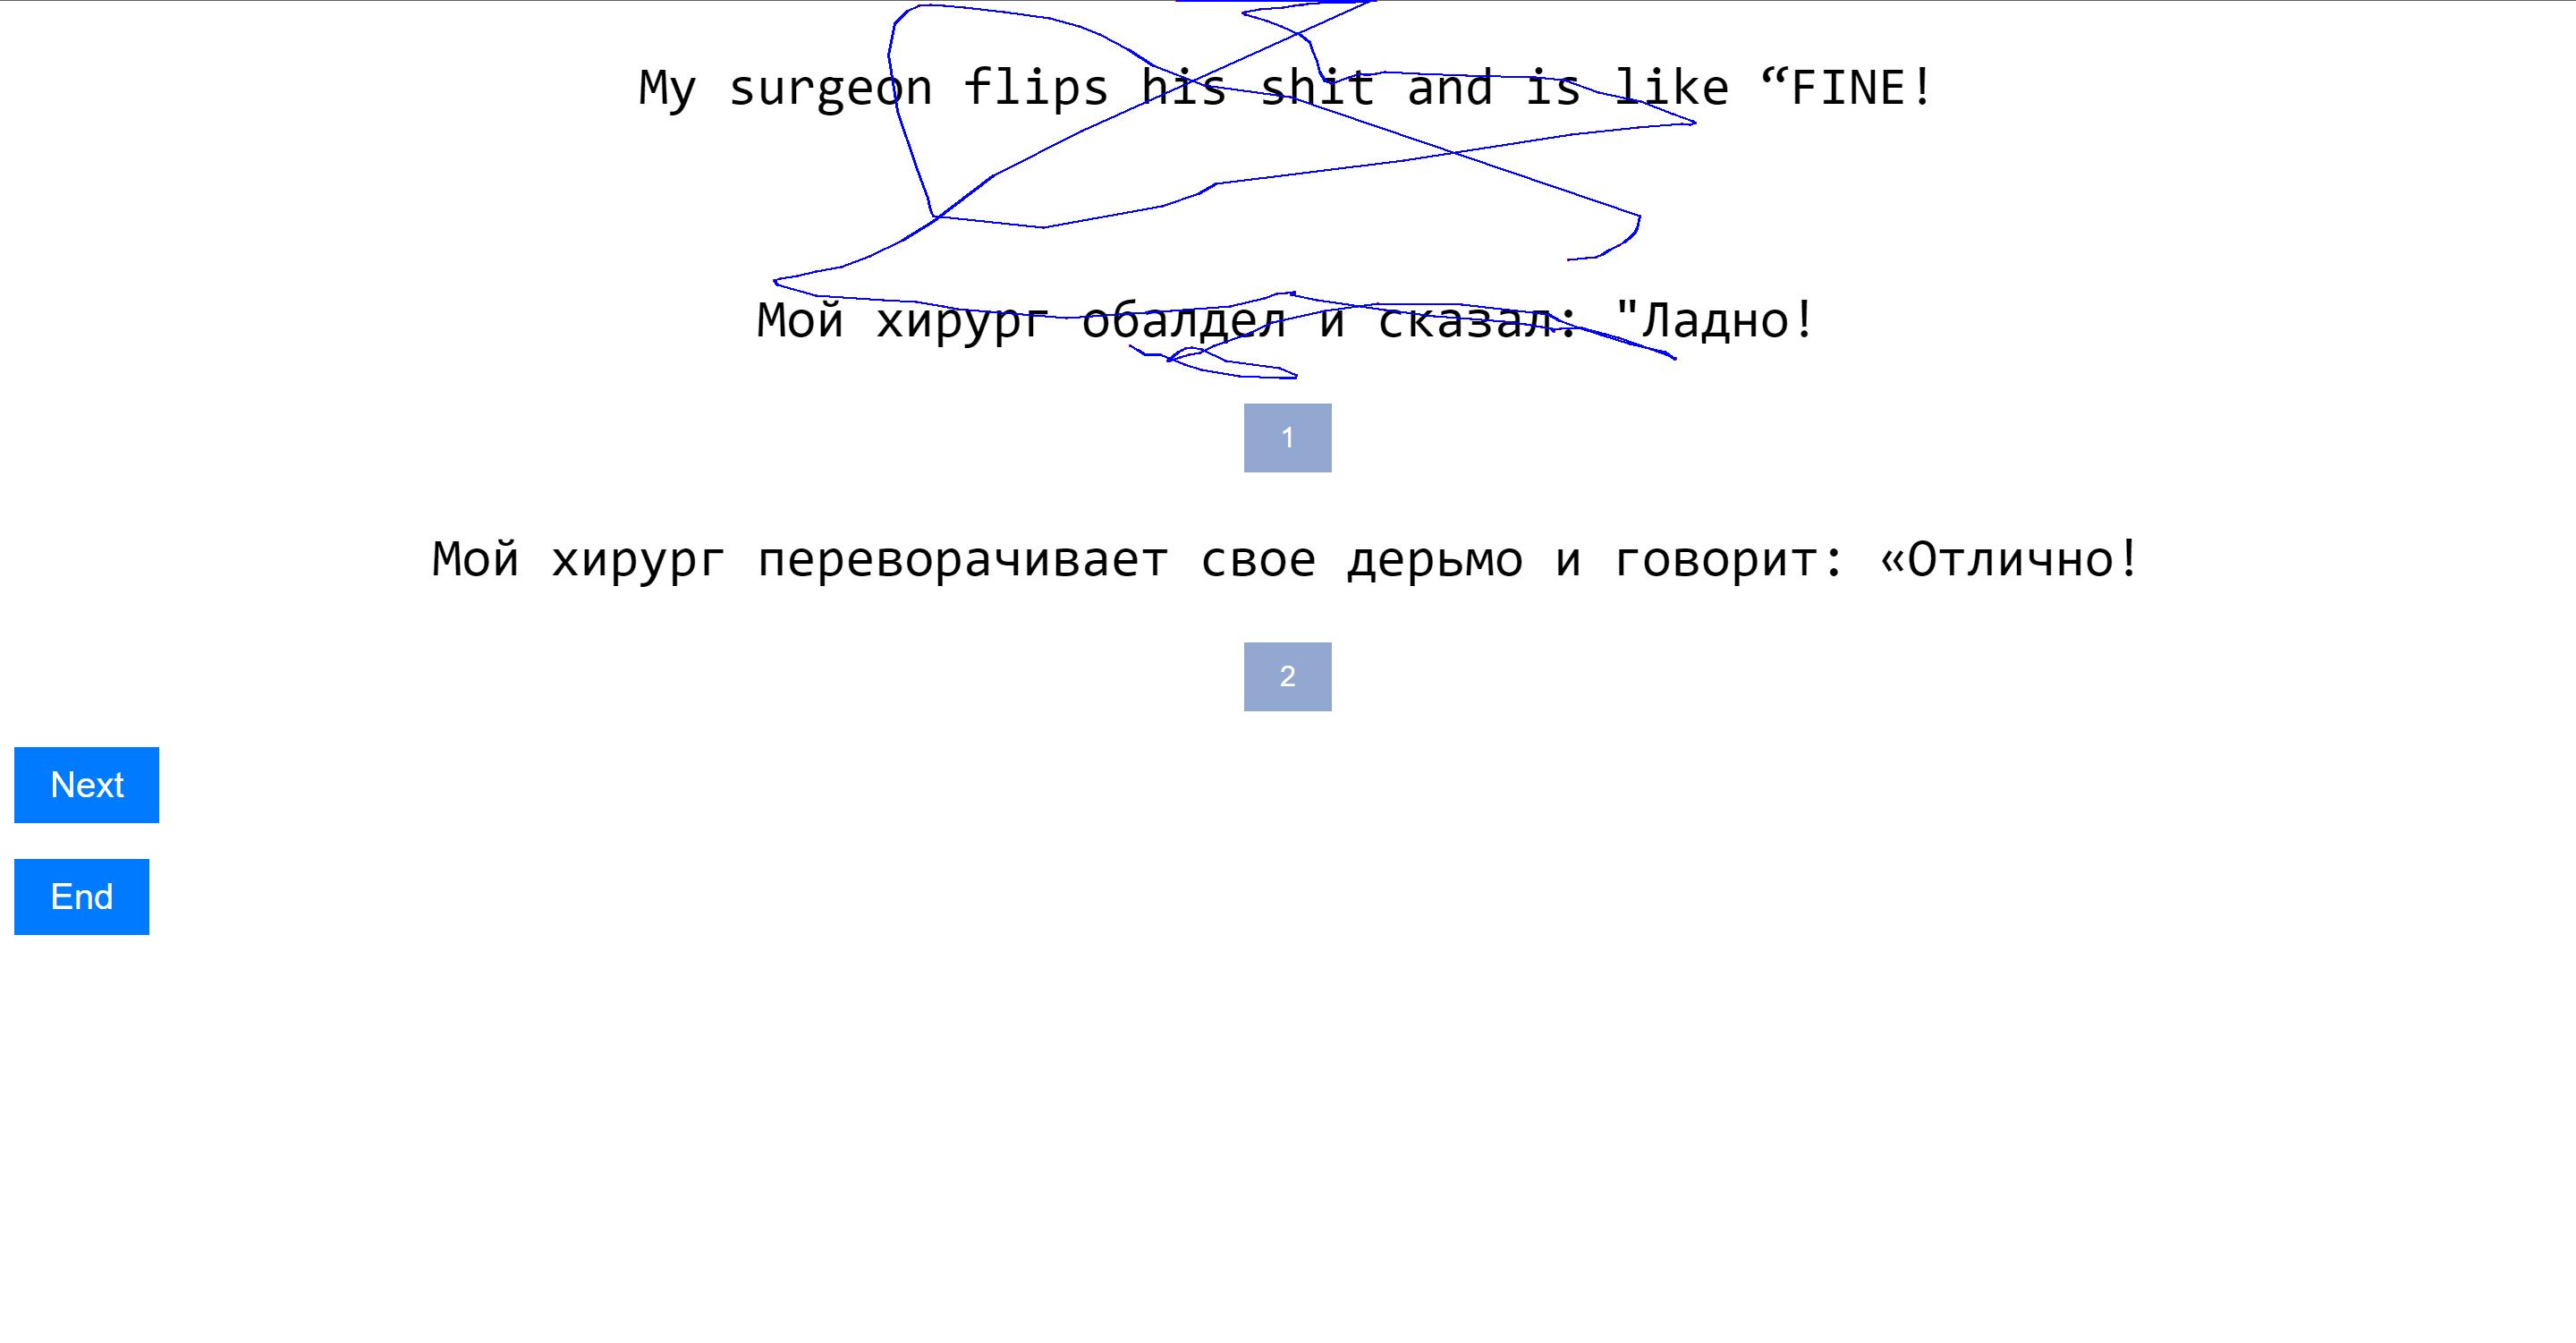 My surgeon flips his shit and is like “FINE!
Мой хирург обалдел и сказал: "Ладно!
1
Мой хирург переворачивает свое дерьмо и говорит: «Отлично!
2
Next
End